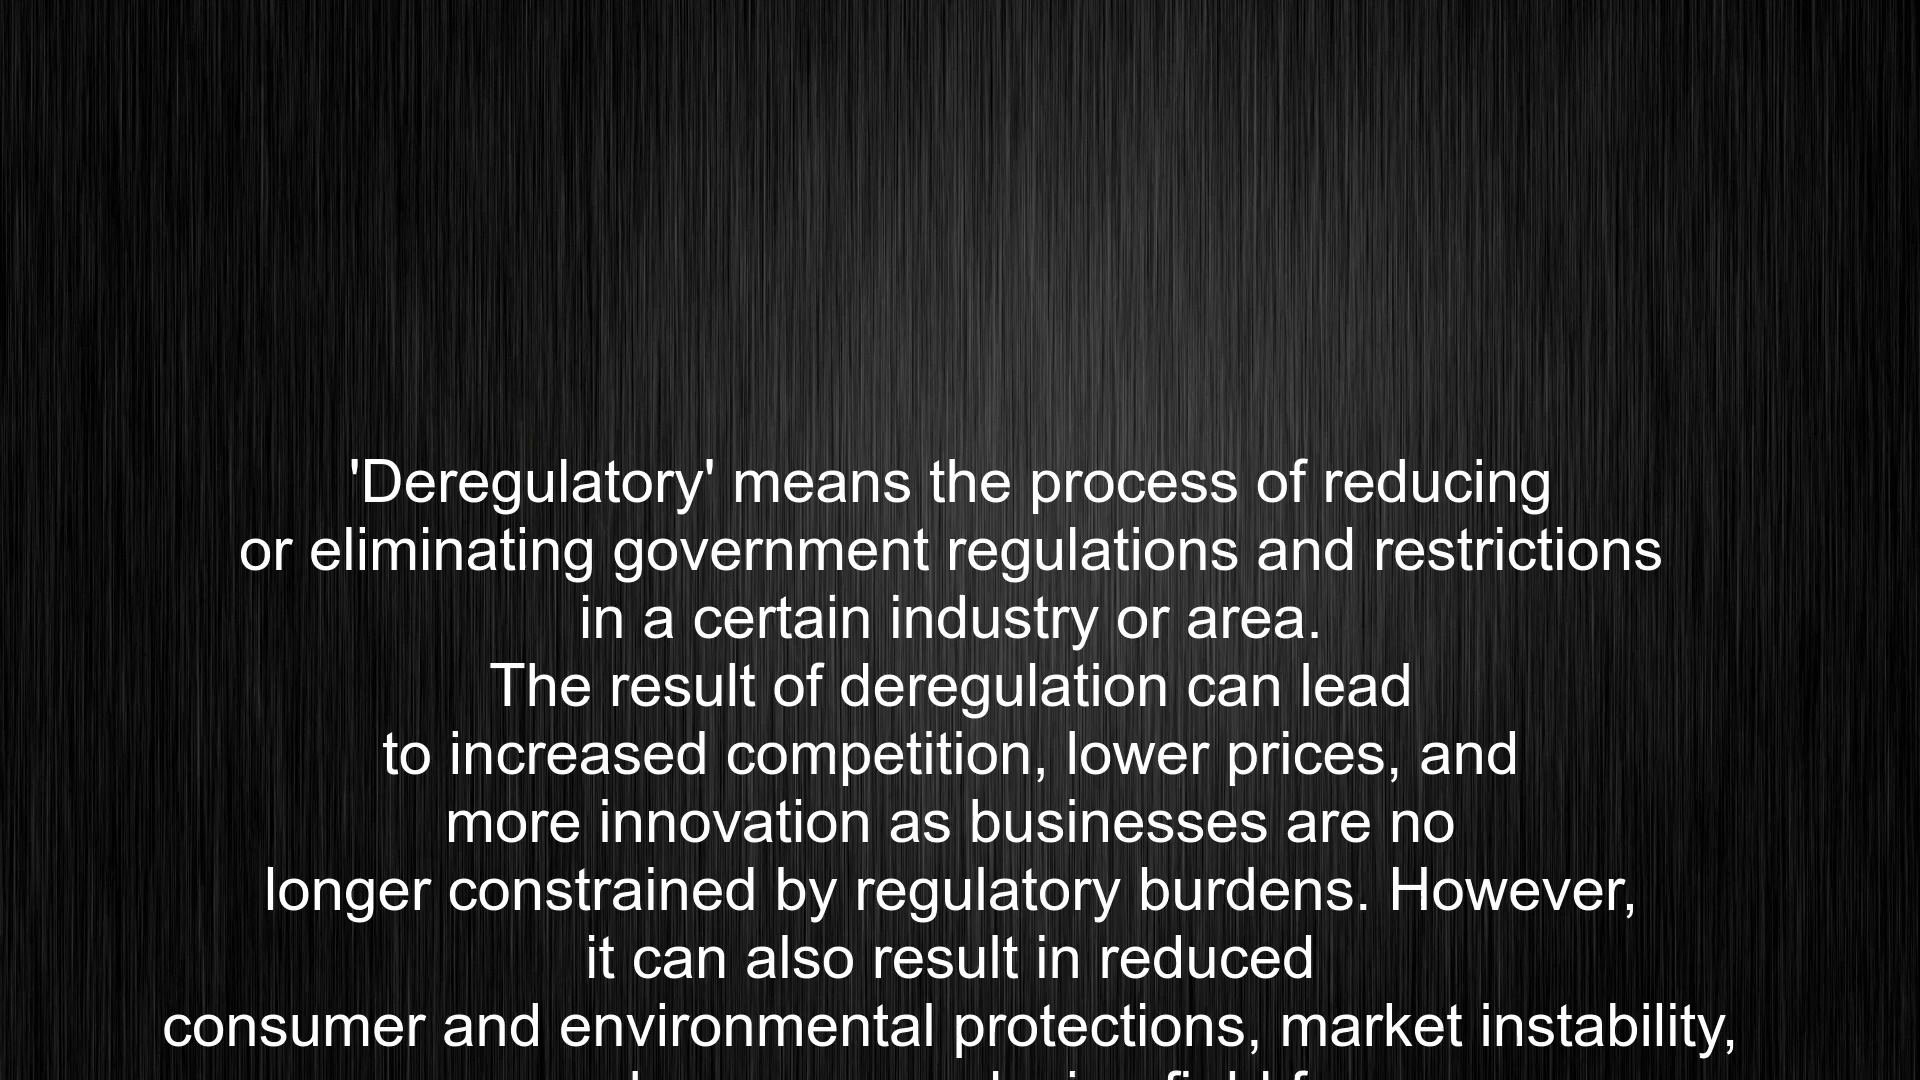 'Deregulatory' means the process of reducing
or eliminating government regulations and restrictions
in a certain industry or area.
The result of deregulation can lead
to increased competition, lower prices, and
more innovation as businesses are no
longer constrained by regulatory burdens. However,
it can also result in reduced
consumer and environmental protections, market instability,